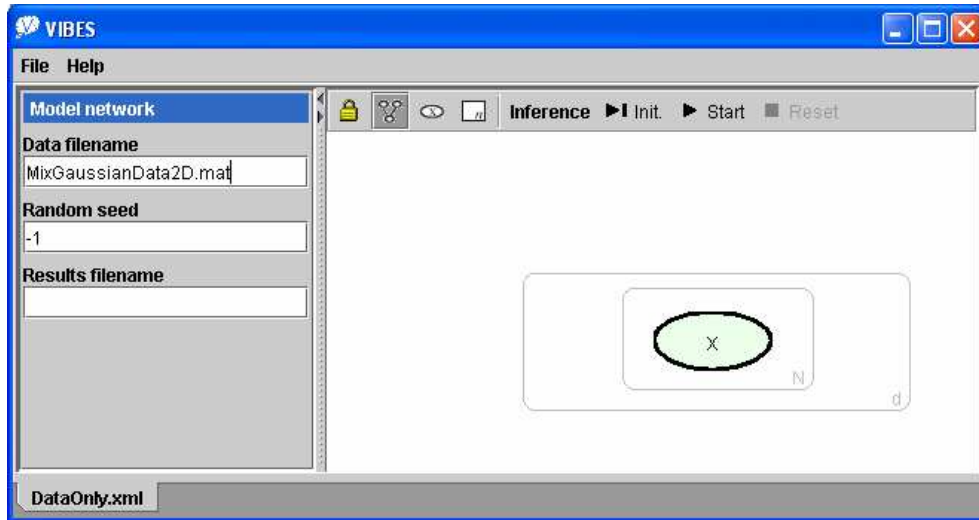 VIBES
File Help
Model network
Data filename
MixGaussianData2D.mat
Random seed
-1
Results filename
x n Inference Init. Start Reset
x
N
d
DataOnly.xml